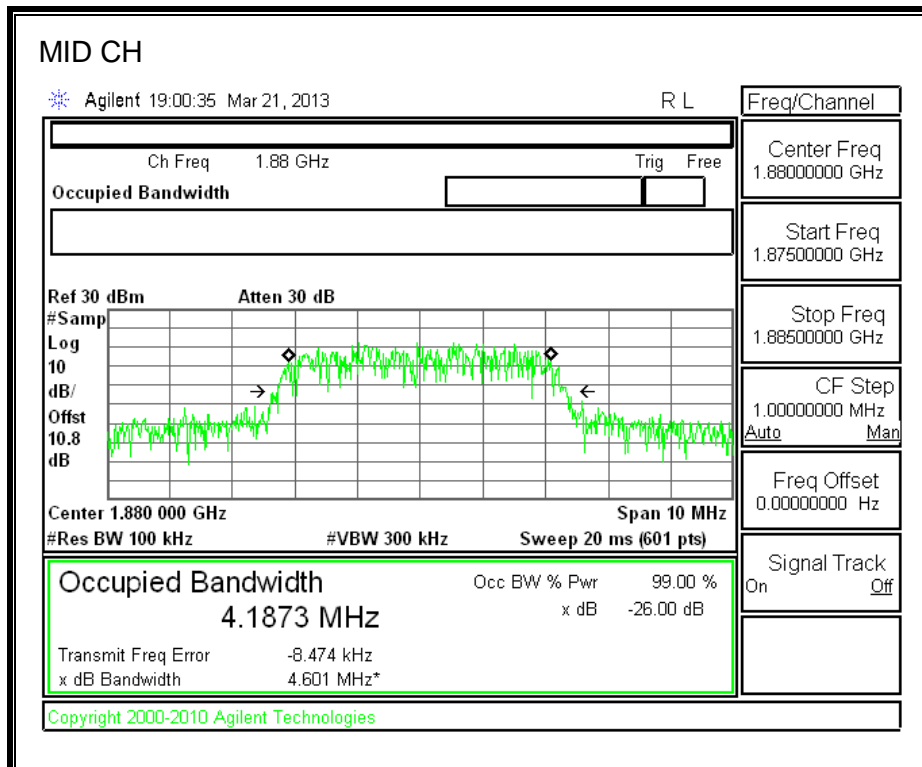 MID CH
Agilent 19:00:35 Mar 21, 2013 R L
Freq/Channel
Ch Freq 1.88 GHz Trig Free
Occupied Bandwidth
Center Freq
1.88000000 GHz
Start Freq
1.87500000 GHz
Stop Freq
1.88500000 GHz
CF Step
1.00000000 MHz
Auto Man
Freq Offset
0.00000000 Hz
Signal Track
On Off
Ref 30 dBm Atten 30 dB
#Samp
Log
10
dB/
Offst
10.8
dB
Center 1.880 000 GHz Span 10 MHz
#Res BW 100 kHz #VBW 300 kHz Sweep 20 ms (601 pts)
Occupied Bandwidth Occ BW % Pwr 99.00 %
4.1873 MHz x dB -26.00 dB
Transmit Freq Error -8.474 kHz
x dB Bandwidth 4.601 MHz*
Copyright 2000-2010 Agilent Technologies